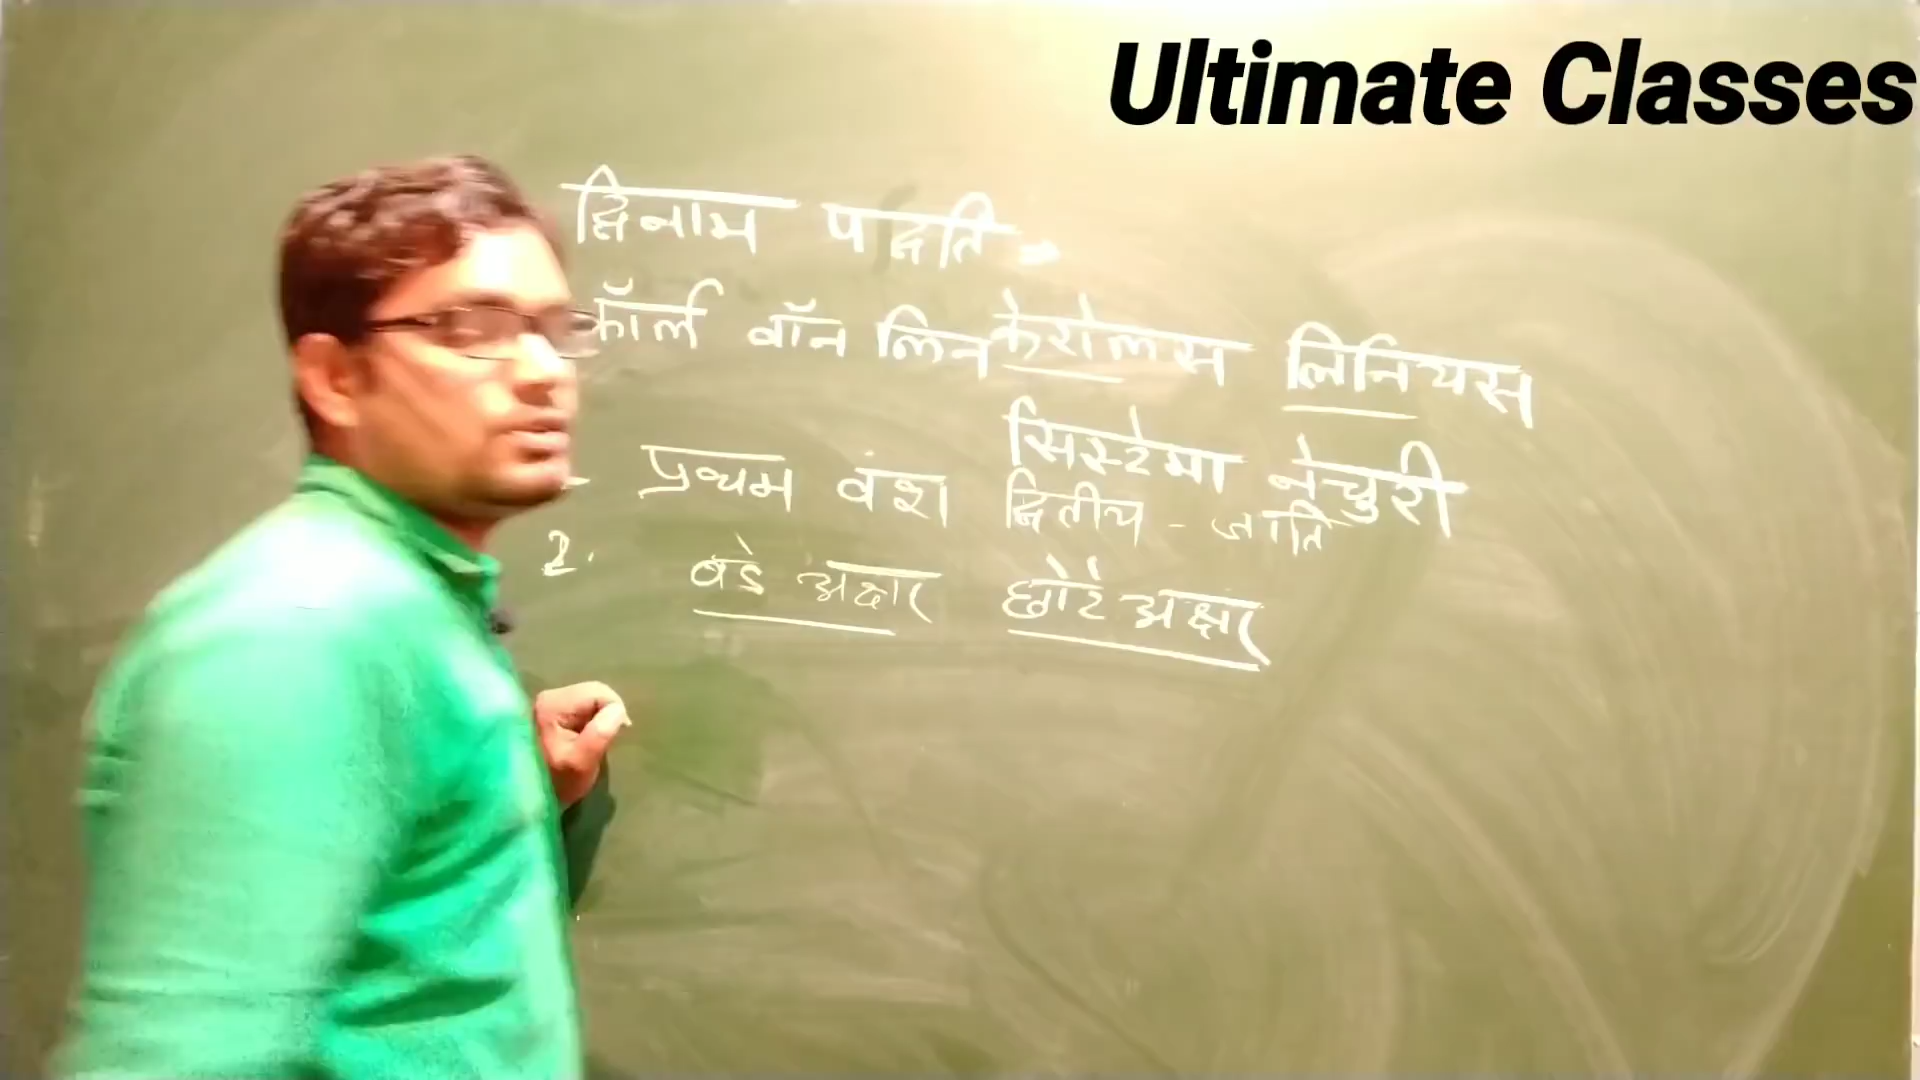 Ultimate Classes
द्विनाम पद्धति -
कॉर्ल वॉन लिन केरोलस लिनियस
सिस्टेमा नेचुरी
- प्रथम वंश द्वितीय - जाति
2. बडे अक्षर छोटे अक्षर